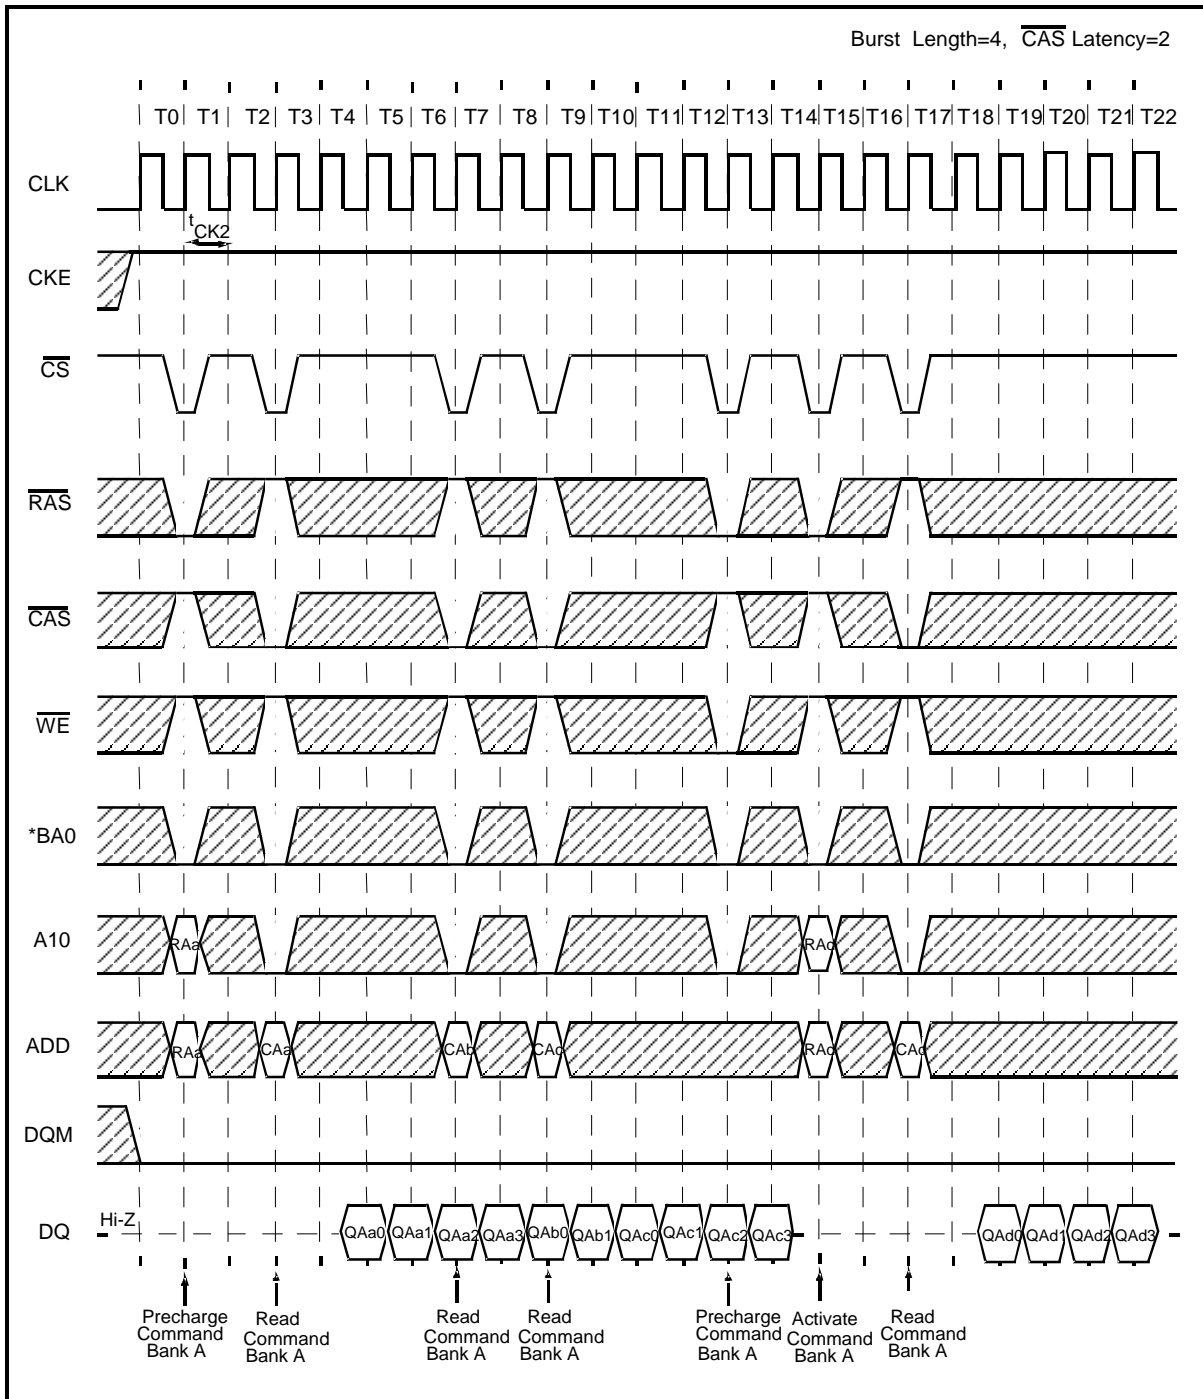 Burst Length=4, CAS Latency=2
T0 T1 T2 T3 T4 T5 T6 T7 T8 T9 T10 T11 T12 T13 T14 T15 T16 T17 T18 T19 T20 T21 T22
CLK
tCK2
CKE
CS
RAS
CAS
WE
*BA0
A10 RAa RAd
ADD RAa CAa CAb CAc RAd CAd
DQM
DQ Hi-Z QAa0 QAa1 QAa2 QAa3 QAb0 QAb1 QAc0 QAc1 QAc2 QAc3 QAd0 QAd1 QAd2 QAd3
Precharge Command Bank A
Read Command Bank A
Read Command Bank A
Read Command Bank A
Precharge Command Bank A
Activate Command Bank A
Read Command Bank A